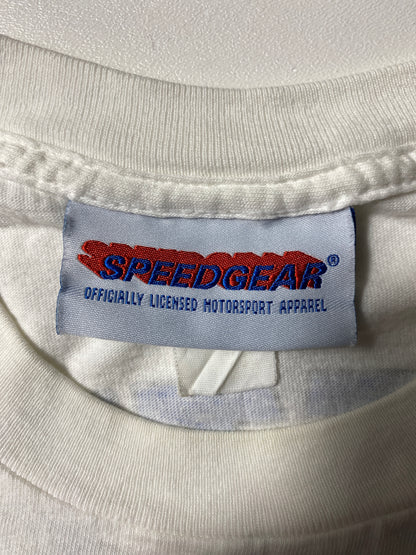 SPEEDGEAR®
OFFICIALLY LICENSED MOTORSPORT APPAREL